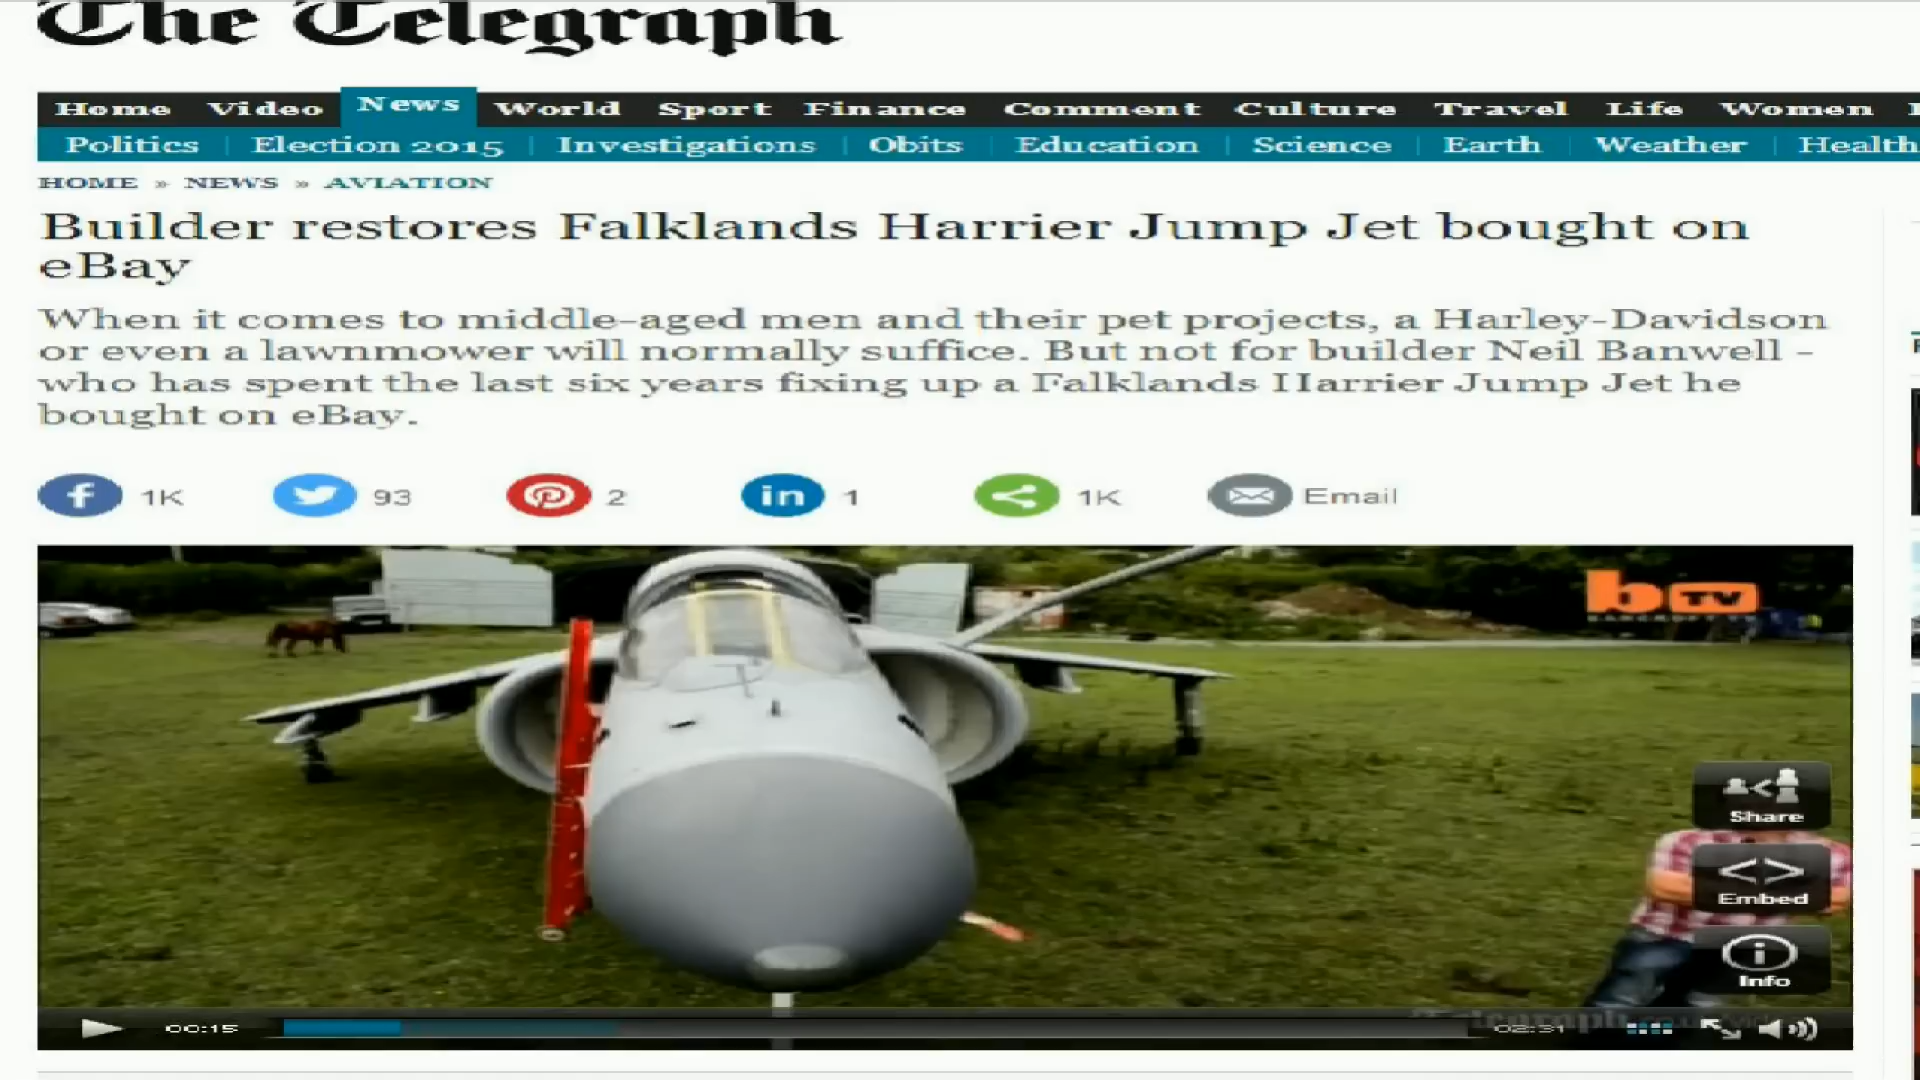 The Telegraph
Home Video News World Sport Finance Comment Culture Travel Life Women
Politics Election 2015 Investigations Obits Education Science Earth Weather Health
HOME » NEWS » AVIATION
Builder restores Falklands Harrier Jump Jet bought on
eBay
When it comes to middle-aged men and their pet projects, a Harley-Davidson
or even a lawnmower will normally suffice. But not for builder Neil Banwell -
who has spent the last six years fixing up a Falklands Harrier Jump Jet he
bought on eBay.
f 1K 93 2 in 1 1K Email
b TV
Share
Embed
Info
00:15 02:31